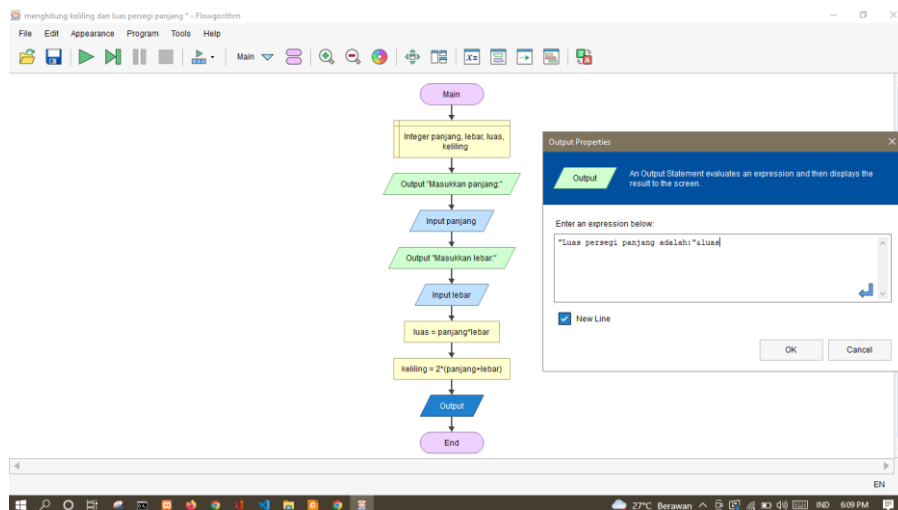 menghitung keliling dan luas persegi panjang * - Flowgorithm
File Edit Appearance Program Tools Help
Main
Main
Integer panjang, lebar, luas,
keliling
Output "Masukkan panjang:"
Input panjang
Output "Masukkan lebar:"
Input lebar
luas = panjang*lebar
keliling = 2*(panjang+lebar)
Output
End
Output Properties
Output
An Output Statement evaluates an expression and then displays the
result to the screen.
Enter an expression below:
"Luas persegi panjang adalah:"&luas
New Line
OK Cancel
EN
27°C Berawan IND 6:09 PM